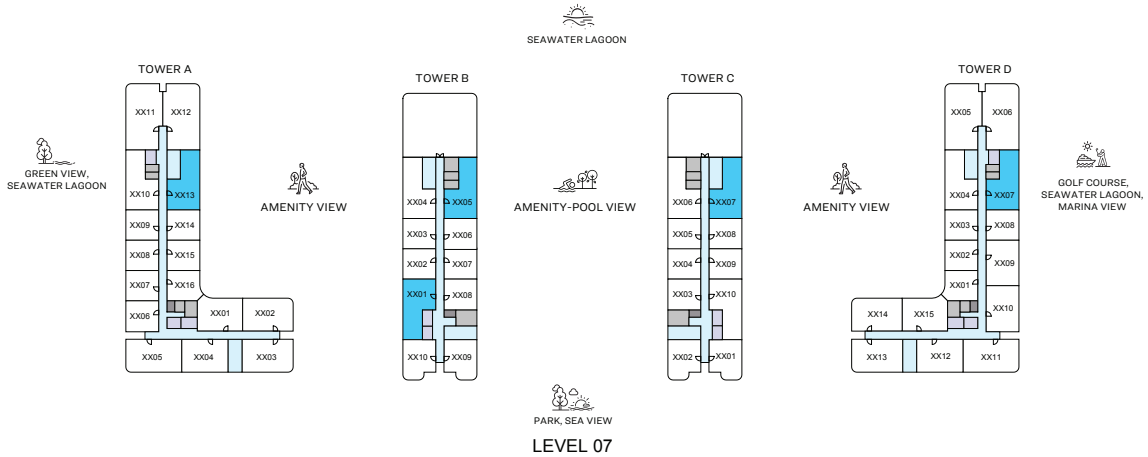 SEAWATER LAGOON
TOWER A
TOWER B
TOWER C
TOWER D
GREEN VIEW,
SEAWATER LAGOON
AMENITY VIEW
AMENITY-POOL VIEW
AMENITY VIEW
GOLF COURSE,
SEAWATER LAGOON,
MARINA VIEW
XX11 XX12
XX10 XX13
XX09 XX14
XX08 XX15
XX07 XX16
XX06 XX01 XX02
XX05 XX04 XX03
XX04 XX05
XX03 XX06
XX02 XX07
XX01 XX08
XX10 XX09
XX06 XX07
XX05 XX08
XX04 XX09
XX03 XX10
XX02 XX01
XX05 XX06
XX04 XX07
XX03 XX08
XX02 XX09
XX01 XX10
XX14 XX15
XX13 XX12 XX11
PARK, SEA VIEW
LEVEL 07